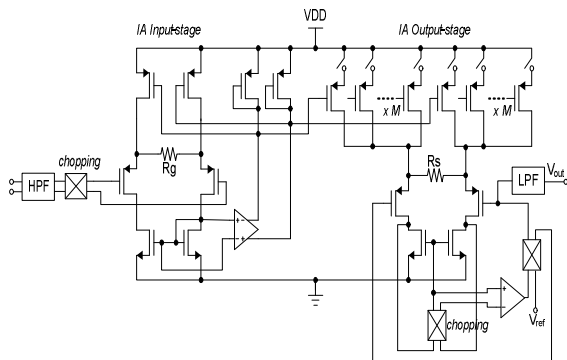 VDD
IA Input-stage
IA Output-stage
x M
x M
chopping
Rg
Rs
HPF
LPF
Vout
+ -
- +
+
-
chopping
Vref